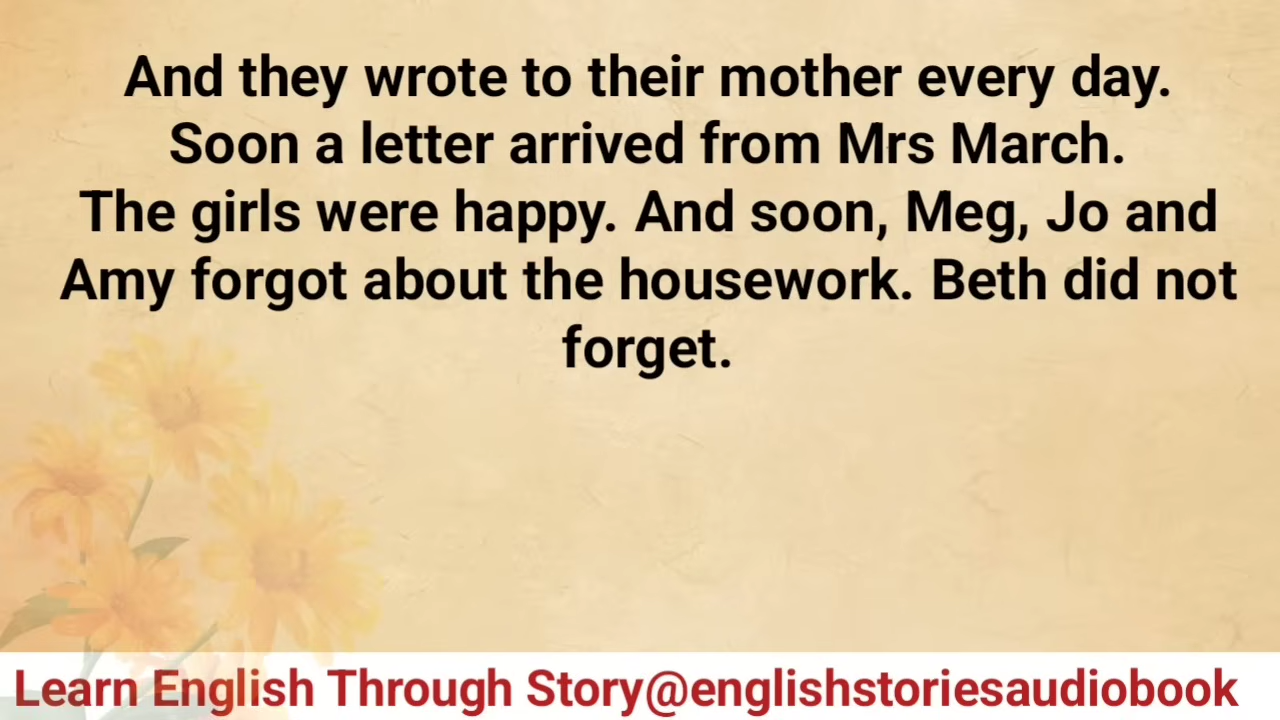 And they wrote to their mother every day.
Soon a letter arrived from Mrs March.
The girls were happy. And soon, Meg, Jo and
Amy forgot about the housework. Beth did not
forget.
Learn English Through Story@englishstoriesaudiobook